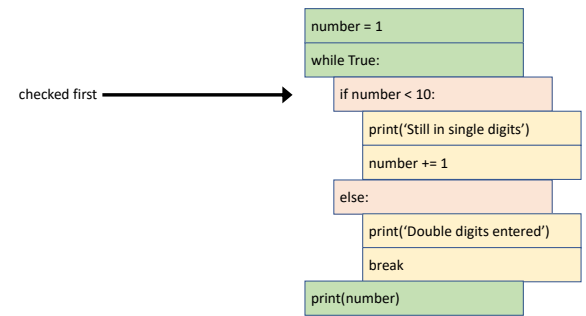 number = 1
while True:
checked first
if number < 10:
print(‘Still in single digits’)
number += 1
else:
print(‘Double digits entered’)
break
print(number)